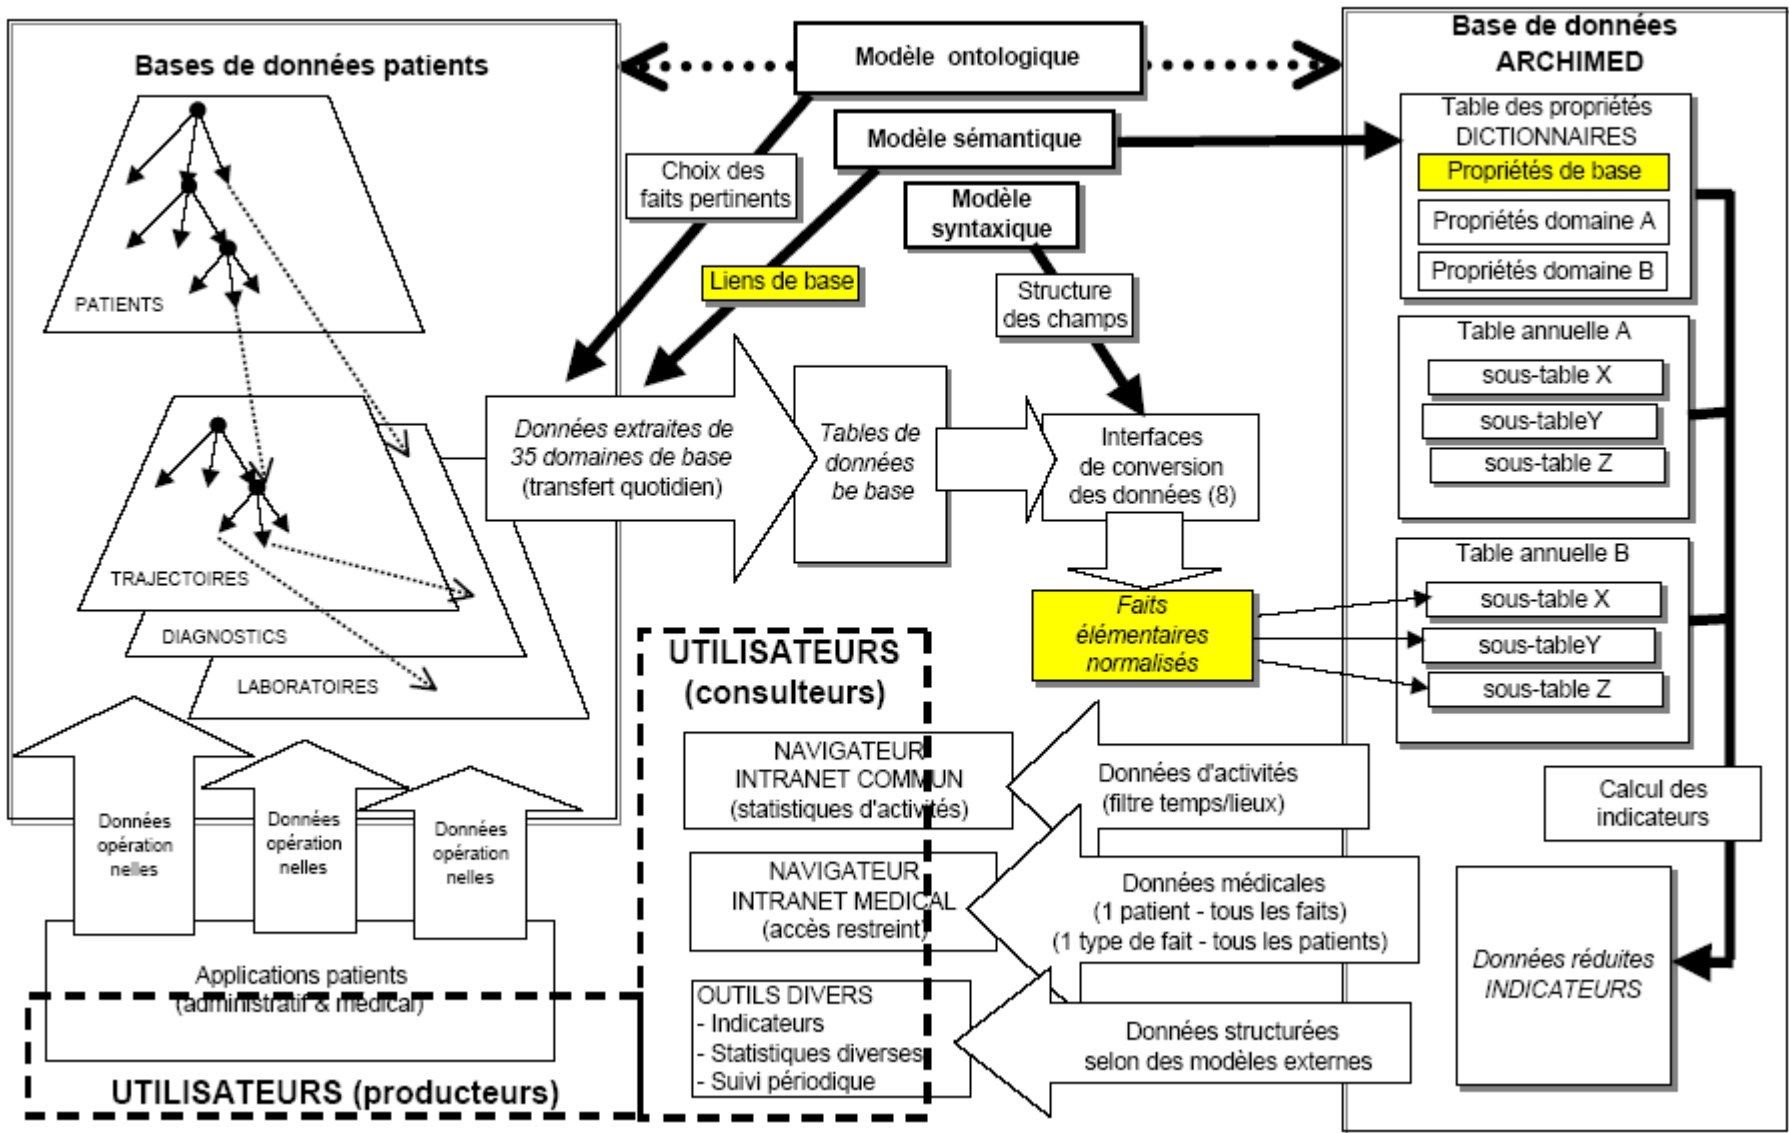 Bases de données patients
PATIENTS
TRAJECTOIRES
DIAGNOSTICS
LABORATOIRES
Données
opération
nelles
Données
opération
nelles
Données
opération
nelles
Applications patients
(administratif & médical)
UTILISATEURS (producteurs)
Modèle ontologique
Modèle sémantique
Modèle
syntaxique
Choix des
faits pertinents
Liens de base
Structure
des champs
Données extraites de
35 domaines de base
(transfert quotidien)
Tables de
données
be base
Interfaces
de conversion
des données (8)
Faits
élémentaires
normalisés
UTILISATEURS
(consulteurs)
NAVIGATEUR
INTRANET COMMUN
(statistiques d'activités)
NAVIGATEUR
INTRANET MEDICAL
(accès restreint)
OUTILS DIVERS
- Indicateurs
- Statistiques diverses
- Suivi périodique
Données d'activités
(filtre temps/lieux)
Données médicales
(1 patient - tous les faits)
(1 type de fait - tous les patients)
Données structurées
selon des modèles externes
Base de données
ARCHIMED
Table des propriétés
DICTIONNAIRES
Propriétés de base
Propriétés domaine A
Propriétés domaine B
Table annuelle A
sous-table X
sous-tableY
sous-table Z
Table annuelle B
sous-table X
sous-tableY
sous-table Z
Calcul des
indicateurs
Données réduites
INDICATEURS